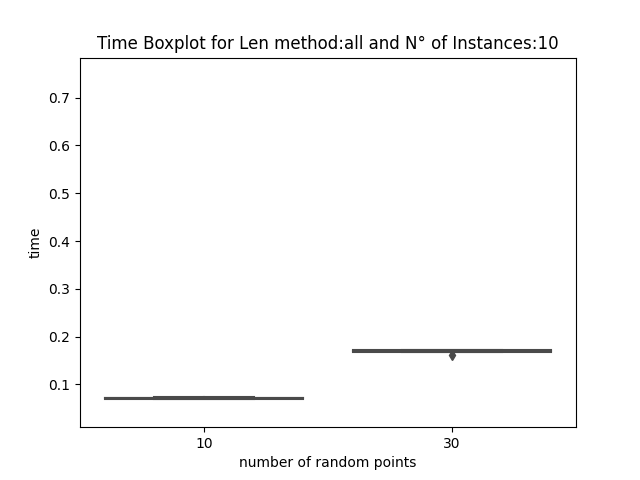 Time Boxplot for Len method:all and N° of Instances:10
0.7
0.6
0.5
0.4
0.3
0.2
0.1
time
10 30
number of random points